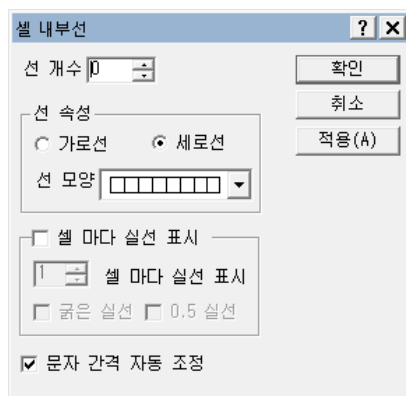 셀 내부선
선 개수 0
확인
취소
적용(A)
선 속성
가로선 세로선
선 모양
셀 마다 실선 표시
1 셀 마다 실선 표시
굵은 실선 0.5 실선
문자 간격 자동 조정